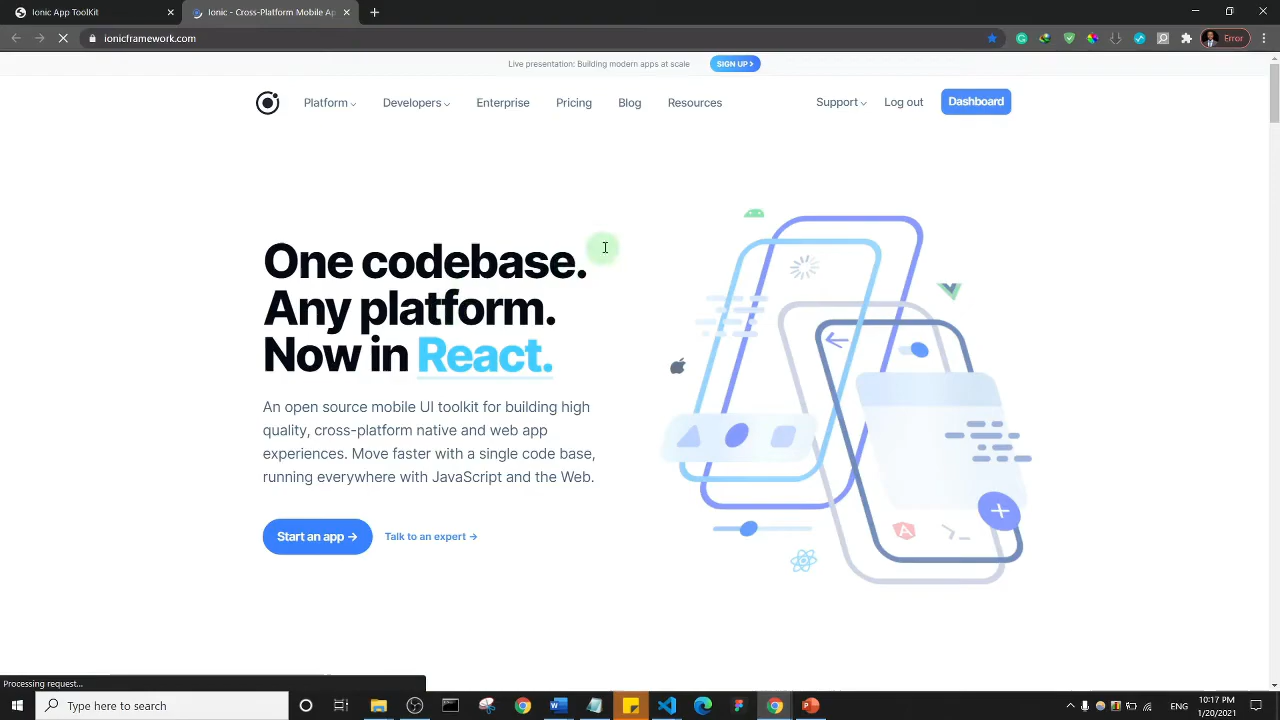 Ionic App ToolKit
Ionic - Cross-Platform Mobile Ap
ionicframework.com
Error
Live presentation: Building modern apps at scale
SIGN UP >
Platform
Developers
Enterprise
Pricing
Blog
Resources
Support
Log out
Dashboard
One codebase.
Any platform.
Now in React.
An open source mobile UI toolkit for building high
quality, cross-platform native and web app
experiences. Move faster with a single code base,
running everywhere with JavaScript and the Web.
Start an app →
Talk to an expert →
Processing request...
Type here to search
ENG
10:17 PM
1/20/2021